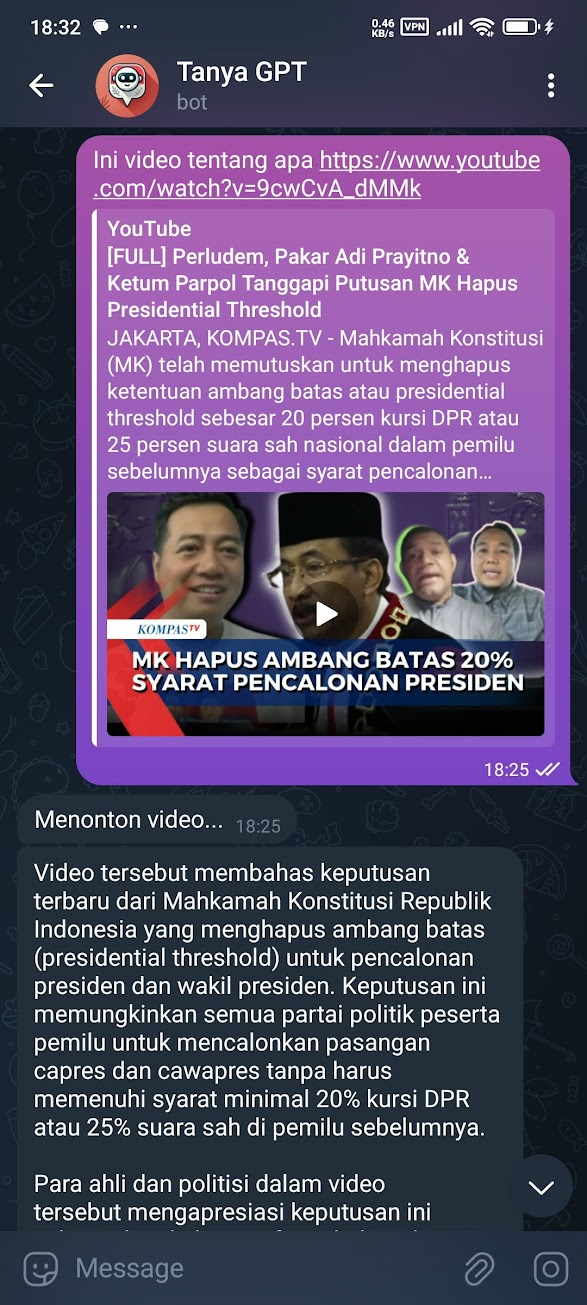 18:32 ...
0.46 KB/s VPN
Tanya GPT
bot
Ini video tentang apa https://www.youtube
.com/watch?v=9cwCvA_dMMk
YouTube
[FULL] Perludem, Pakar Adi Prayitno &
Ketum Parpol Tanggapi Putusan MK Hapus
Presidential Threshold
JAKARTA, KOMPAS.TV - Mahkamah Konstitusi
(MK) telah memutuskan untuk menghapus
ketentuan ambang batas atau presidential
threshold sebesar 20 persen kursi DPR atau
25 persen suara sah nasional dalam pemilu
sebelumnya sebagai syarat pencalonan...
KOMPAS TV
MK HAPUS AMBANG BATAS 20%
SYARAT PENCALONAN PRESIDEN
18:25
Menonton video... 18:25
Video tersebut membahas keputusan
terbaru dari Mahkamah Konstitusi Republik
Indonesia yang menghapus ambang batas
(presidential threshold) untuk pencalonan
presiden dan wakil presiden. Keputusan ini
memungkinkan semua partai politik peserta
pemilu untuk mencalonkan pasangan
capres dan cawapres tanpa harus
memenuhi syarat minimal 20% kursi DPR
atau 25% suara sah di pemilu sebelumnya.
Para ahli dan politisi dalam video
tersebut mengapresiasi keputusan ini
Message